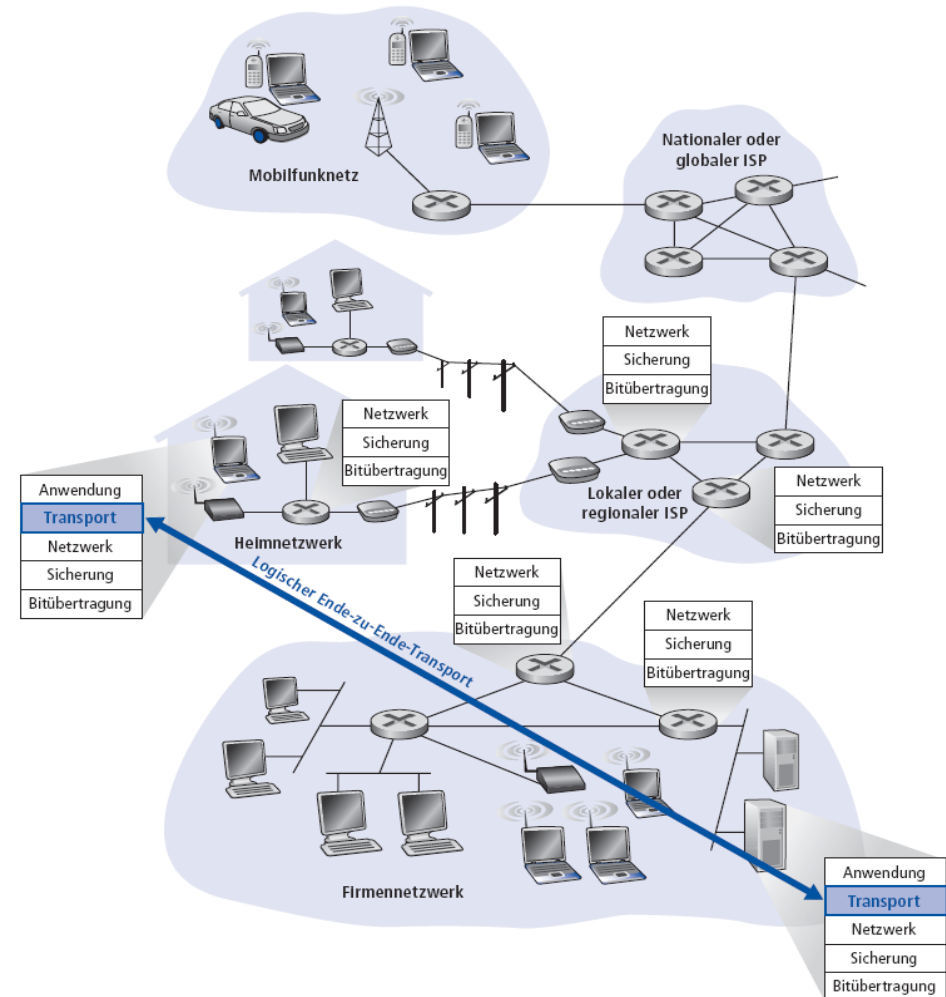 Mobilfunknetz
Nationaler oder
globaler ISP
Netzwerk
Sicherung
Bitübertragung
Netzwerk
Sicherung
Bitübertragung
Lokaler oder
regionaler ISP
Netzwerk
Sicherung
Bitübertragung
Anwendung
Transport
Netzwerk
Sicherung
Bitübertragung
Heimnetzwerk
Logischer Ende-zu-Ende-Transport
Netzwerk
Sicherung
Bitübertragung
Netzwerk
Sicherung
Bitübertragung
Firmennetzwerk
Anwendung
Transport
Netzwerk
Sicherung
Bitübertragung